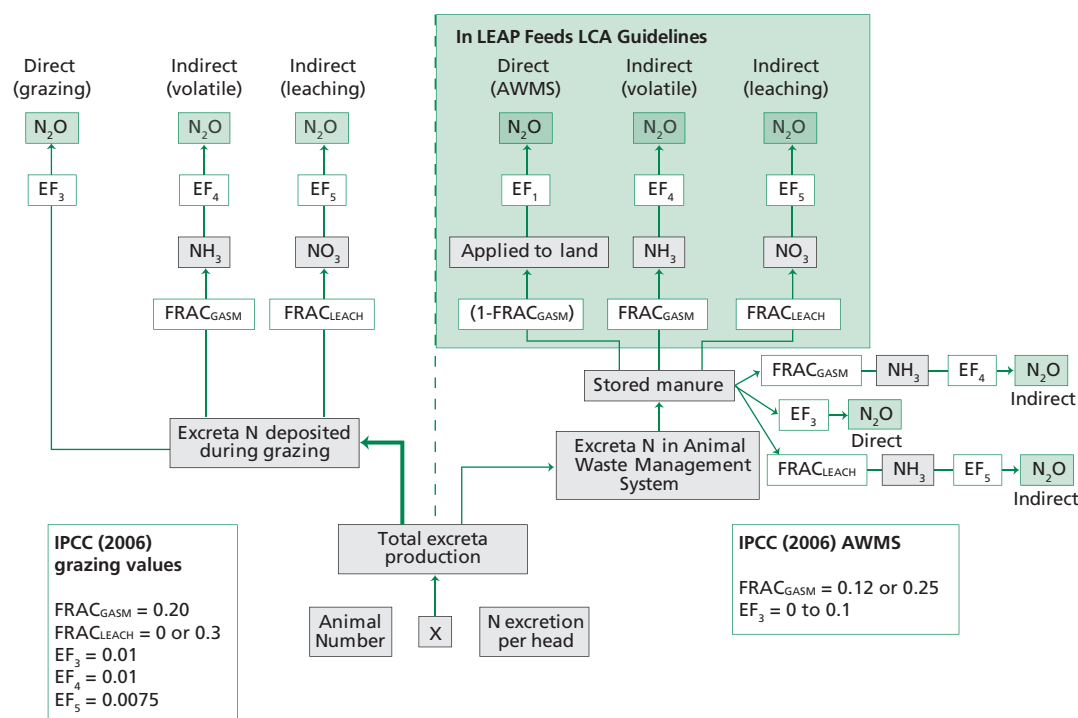 In LEAP Feeds LCA Guidelines
Direct
(grazing)
Indirect
(volatile)
Indirect
(leaching)
Direct
(AWMS)
Indirect
(volatile)
Indirect
(leaching)
N₂O
N₂O
N₂O
N₂O
N₂O
N₂O
EF₃
EF₄
EF₅
EF₁
EF₄
EF₅
NH₃
NO₃
Applied to land
NH₃
NO₃
FRACGASM
FRACLEACH
(1-FRACGASM)
FRACGASM
FRACLEACH
Stored manure
FRACGASM
NH₃
EF₄
N₂O
Indirect
EF₃
N₂O
Direct
FRACLEACH
NH₃
EF₅
N₂O
Indirect
Excreta N deposited
during grazing
Excreta N in Animal
Waste Management
System
Total excreta
production
Animal
Number
X
N excretion
per head
IPCC (2006)
grazing values
FRACGASM = 0.20
FRACLEACH = 0 or 0.3
EF₃ = 0.01
EF₄ = 0.01
EF₅ = 0.0075
IPCC (2006) AWMS
FRACGASM = 0.12 or 0.25
EF₃ = 0 to 0.1